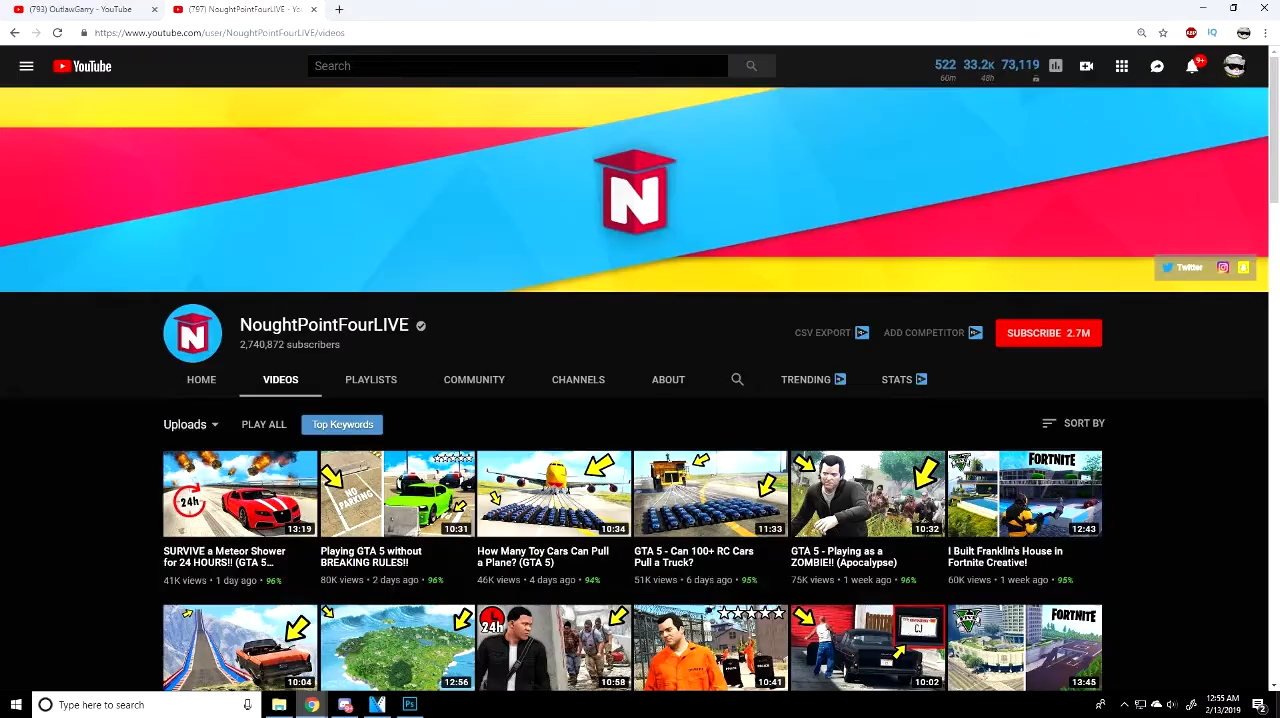 (793) OutlawGarry - YouTube
(797) NoughtPointFourLIVE - You
https://www.youtube.com/user/NoughtPointFourLIVE/videos
ABP
IQ
YouTube
Search
522 33.2K 73,119
60m 48h
9+
N
Twitter
N
NoughtPointFourLIVE
2,740,872 subscribers
CSV EXPORT
ADD COMPETITOR
SUBSCRIBE 2.7M
HOME
VIDEOS
PLAYLISTS
COMMUNITY
CHANNELS
ABOUT
TRENDING
STATS
Uploads
PLAY ALL
Top Keywords
SORT BY
24h
13:19
NO
PARKING
10:31
10:34
11:33
10:32
FORTNITE
12:43
SURVIVE a Meteor Shower
for 24 HOURS!! (GTA 5...
41K views • 1 day ago • 96%
Playing GTA 5 without
BREAKING RULES!!
80K views • 2 days ago • 96%
How Many Toy Cars Can Pull
a Plane? (GTA 5)
46K views • 4 days ago • 94%
GTA 5 - Can 100+ RC Cars
Pull a Truck?
51K views • 6 days ago • 95%
GTA 5 - Playing as a
ZOMBIE!! (Apocalypse)
75K views • 1 week ago • 96%
I Built Franklin's House in
Fortnite Creative!
60K views • 1 week ago • 95%
10:04
12:56
24h
10:58
10:41
CJ
10:02
FORTNITE
13:45
Type here to search
Ps
12:55 AM
2/13/2019
2